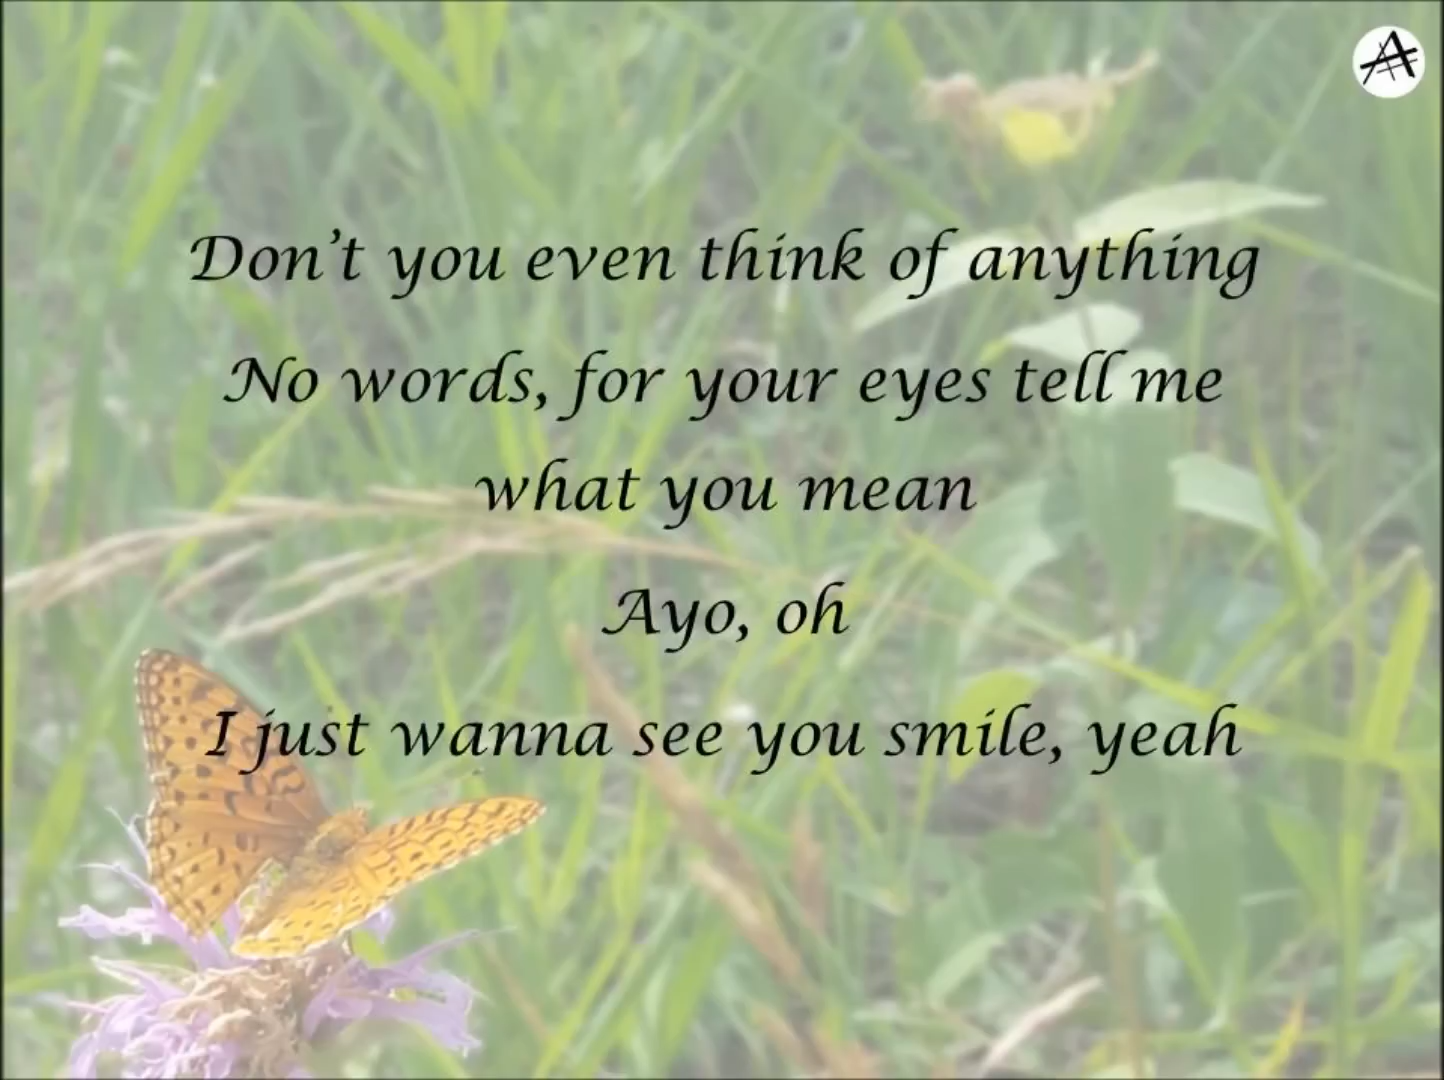 Don’t you even think of anything
No words, for your eyes tell me
what you mean
Ayo, oh
I just wanna see you smile, yeah